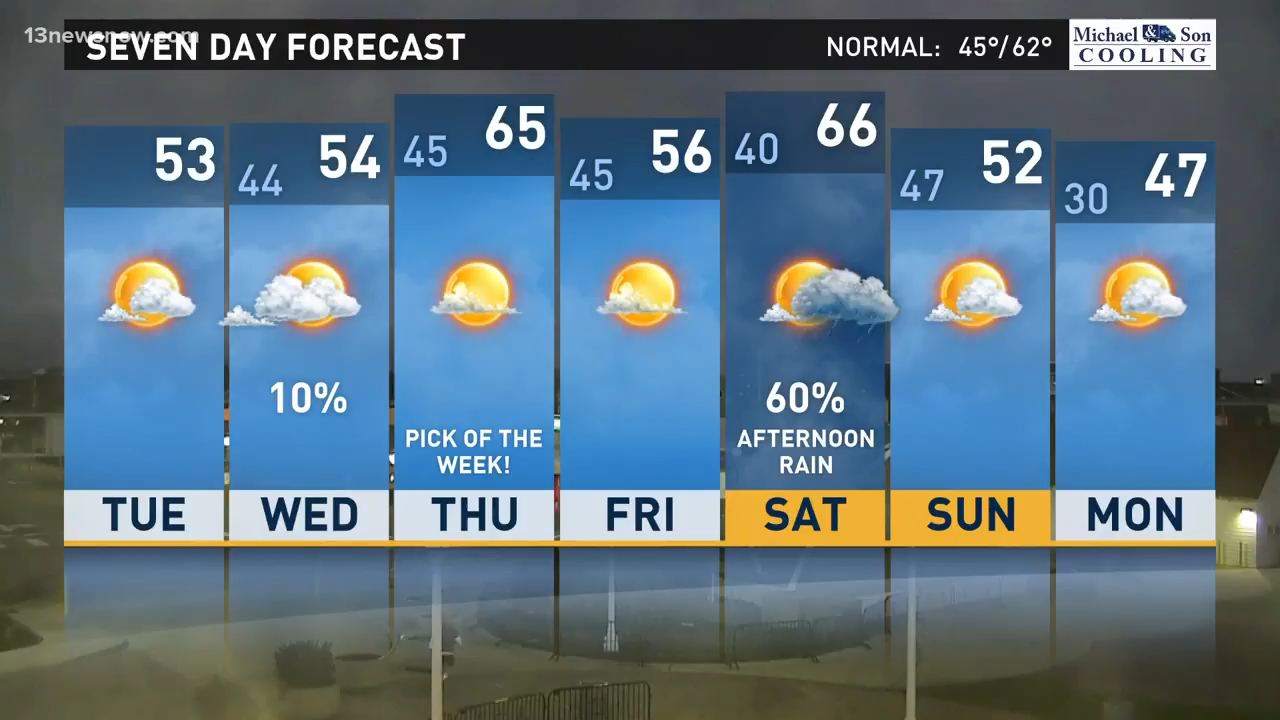 13newsnow.com
SEVEN DAY FORECAST
NORMAL: 45°/62°
Michael & Son
COOLING
53
44 54
45 65
45 56
40 66
47 52
30 47
10%
60%
PICK OF THE
WEEK!
AFTERNOON
RAIN
TUE WED THU FRI SAT SUN MON